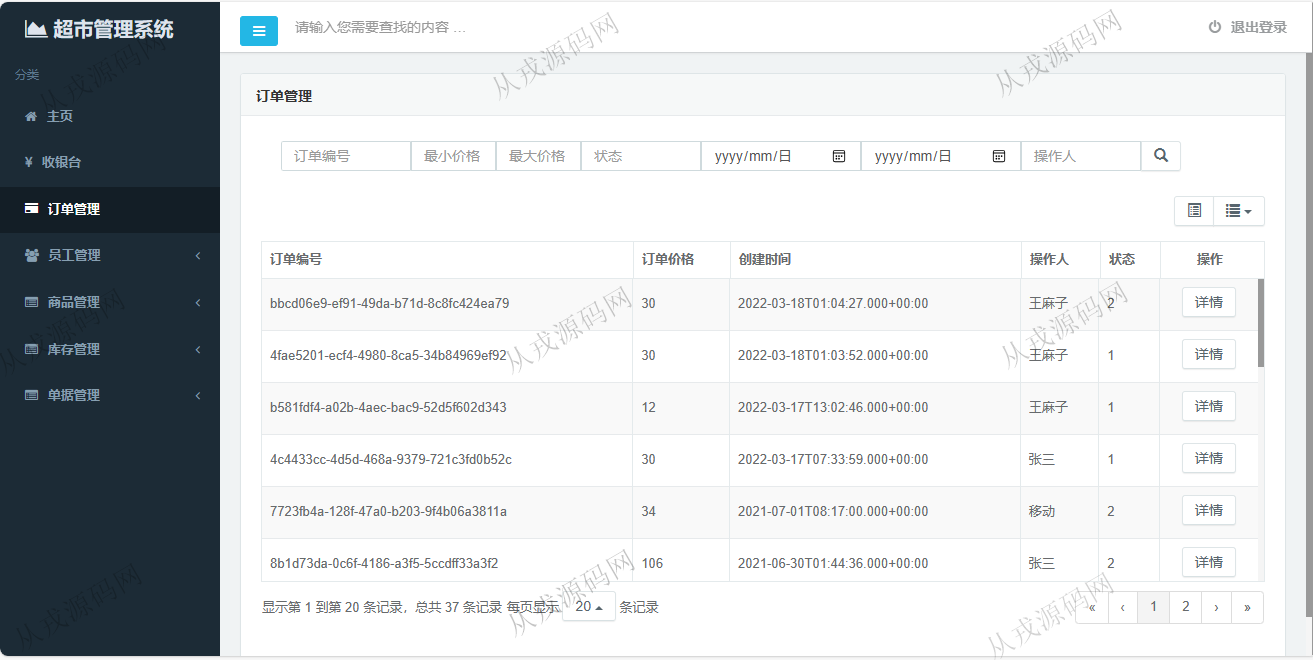 超市管理系统
请输入您需要查找的内容 …
退出登录
分类
主页
¥ 收银台
订单管理
员工管理
商品管理
库存管理
单据管理
订单管理
订单编号 最小价格 最大价格 状态 yyyy/mm/日 yyyy/mm/日 操作人
订单编号 订单价格 创建时间 操作人 状态 操作
bbcd06e9-ef91-49da-b71d-8c8fc424ea79 30 2022-03-18T01:04:27.000+00:00 王麻子 2 详情
4fae5201-ecf4-4980-8ca5-34b84969ef92 30 2022-03-18T01:03:52.000+00:00 王麻子 1 详情
b581fdf4-a02b-4aec-bac9-52d5f602d343 12 2022-03-17T13:02:46.000+00:00 王麻子 1 详情
4c4433cc-4d5d-468a-9379-721c3fd0b52c 30 2022-03-17T07:33:59.000+00:00 张三 1 详情
7723fb4a-128f-47a0-b203-9f4b06a3811a 34 2021-07-01T08:17:00.000+00:00 移动 2 详情
8b1d73da-0c6f-4186-a3f5-5ccdff33a3f2 106 2021-06-30T01:44:36.000+00:00 张三 2 详情
显示第 1 到第 20 条记录，总共 37 条记录 每页显示 20 条记录
« ‹ 1 2 › »
从戎源码网
从戎源码网
从戎源码网
从戎源码网
从戎源码网
从戎源码网
从戎源码网
从戎源码网
从戎源码网